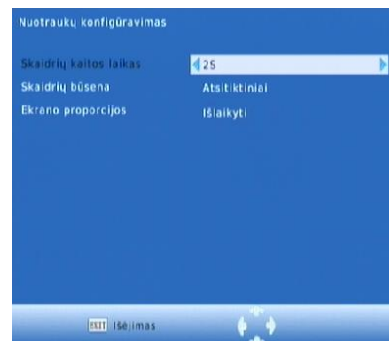 Nuotraukų konfigūravimas
Skaidrių kaitos laikas 2S
Skaidrių būsena Atsitiktiniai
Ekrano proporcijos Išlaikyti
EXIT Išėjimas